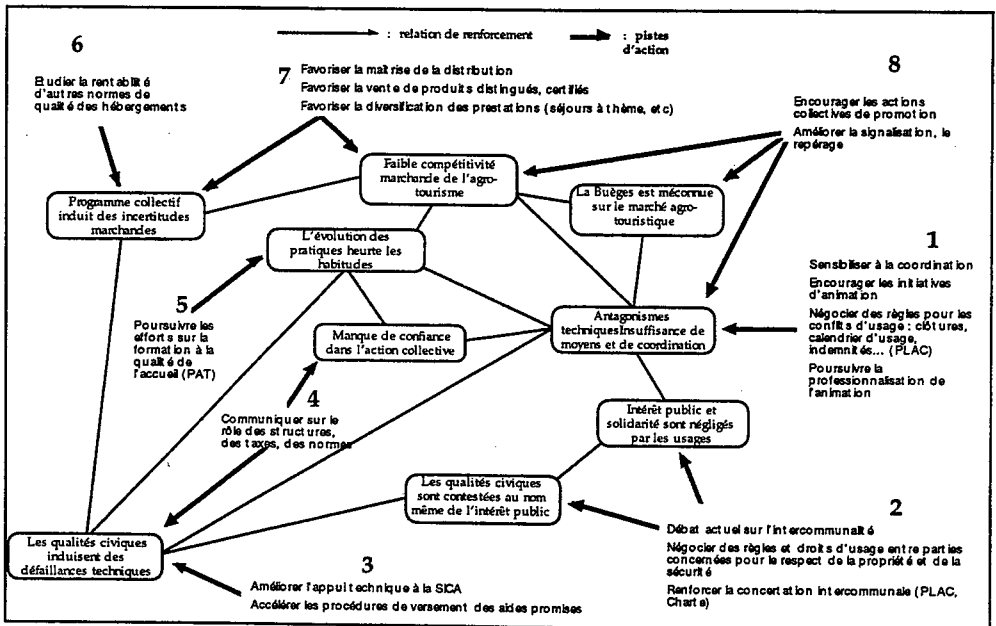 : relation de renforcement
: pistes
d'action
6
Etudier la rentabilité
d'autres normes de
qualité des hébergements
7
Favoriser la maîtrise de la distribution
Favoriser la vente de produits distingués, certifiés
Favoriser la diversification des prestations (séjours à thème, etc)
8
Encourager les actions
collectives de promotion
Améliorer la signalisation, le
repérage
Faible compétitivité
marchande de l'agro-
tourisme
La Buèges est méconnue
sur le marché agro-
touristique
Programme collectif
induit des incertitudes
marchandes
L'évolution des
pratiques heurte les
habitudes
1
Sensibiliser à la coordination
Encourager les initiatives
d'animation
Négocier des règles pour les
conflits d'usage : clôtures,
calendrier d'usage,
indemnités... (PLAC)
Poursuivre la
professionnalisation de
l'animation
5
Poursuivre les
efforts sur la
formation à la
qualité de
l'accueil (PAT)
Manque de confiance
dans l'action collective
Antagonismes
techniquesInsuffisance de
moyens et de coordination
4
Communiquer sur le
rôle des structures,
des taxes, des normes
Intérêt public et
solidarité sont négligés
par les usages
Les qualités civiques
sont contestées au nom
même de l'intérêt public
2
Débat actuel sur l'intercommunalité
Négocier des règles et droits d'usage entre parties
concernées pour le respect de la propriété et de la
sécurité
Renforcer la concertation intercommunale (PLAC,
Charte)
Les qualités civiques
induisent des
défaillances techniques
3
Améliorer l'appui technique à la SICA
Accélérer les procédures de versement des aides promises